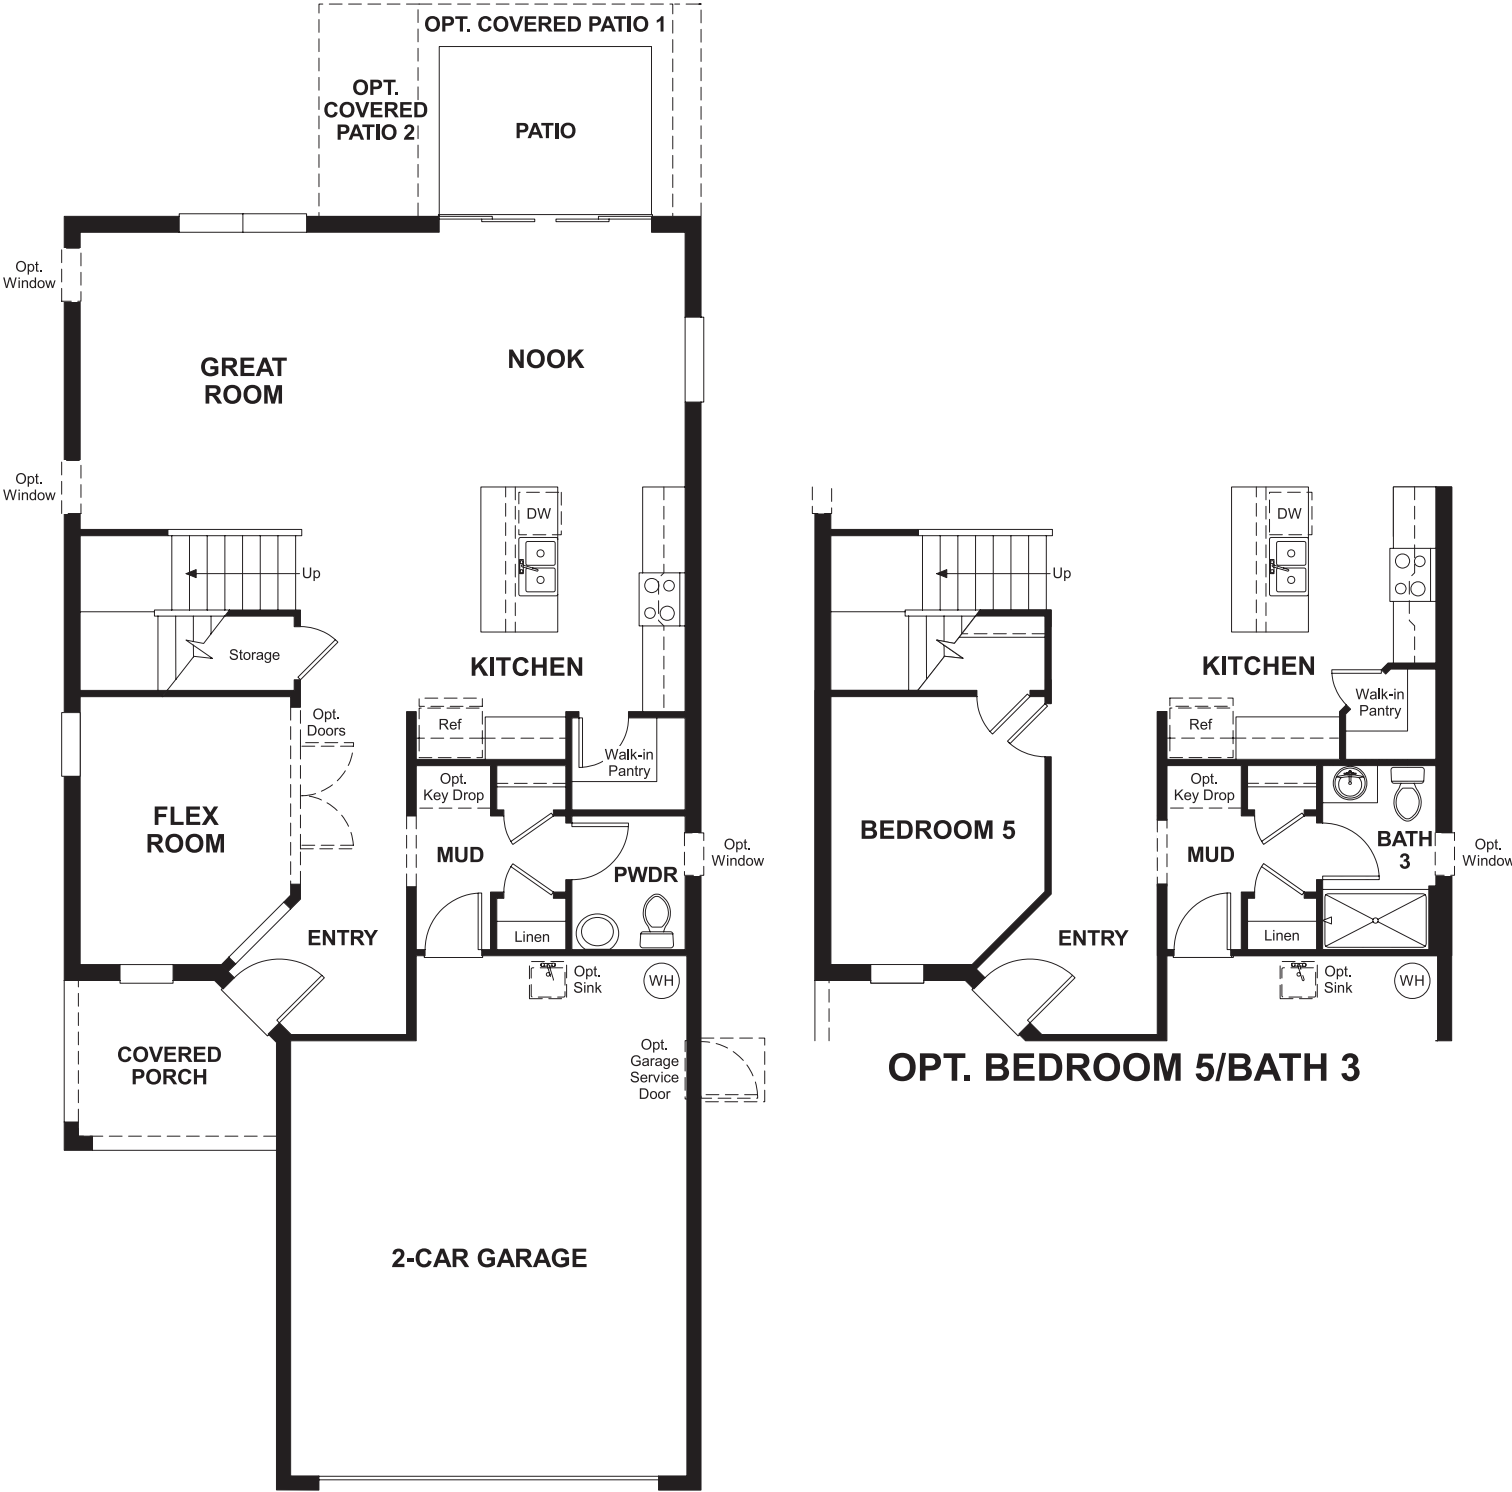 OPT. COVERED PATIO 1
OPT.
COVERED
PATIO 2
PATIO
Opt.
Window
GREAT
ROOM
NOOK
Opt.
Window
DW
Up
Storage
KITCHEN
Opt.
Doors
Ref
Walk-in
Pantry
Opt.
Key Drop
FLEX
ROOM
MUD
PWDR
Opt.
Window
ENTRY
Linen
Opt.
Sink
WH
COVERED
PORCH
Opt.
Garage
Service
Door
2-CAR GARAGE
DW
Up
KITCHEN
Walk-in
Pantry
Ref
Opt.
Key Drop
BEDROOM 5
MUD
BATH
3
Opt.
Window
ENTRY
Linen
Opt.
Sink
WH
OPT. BEDROOM 5/BATH 3